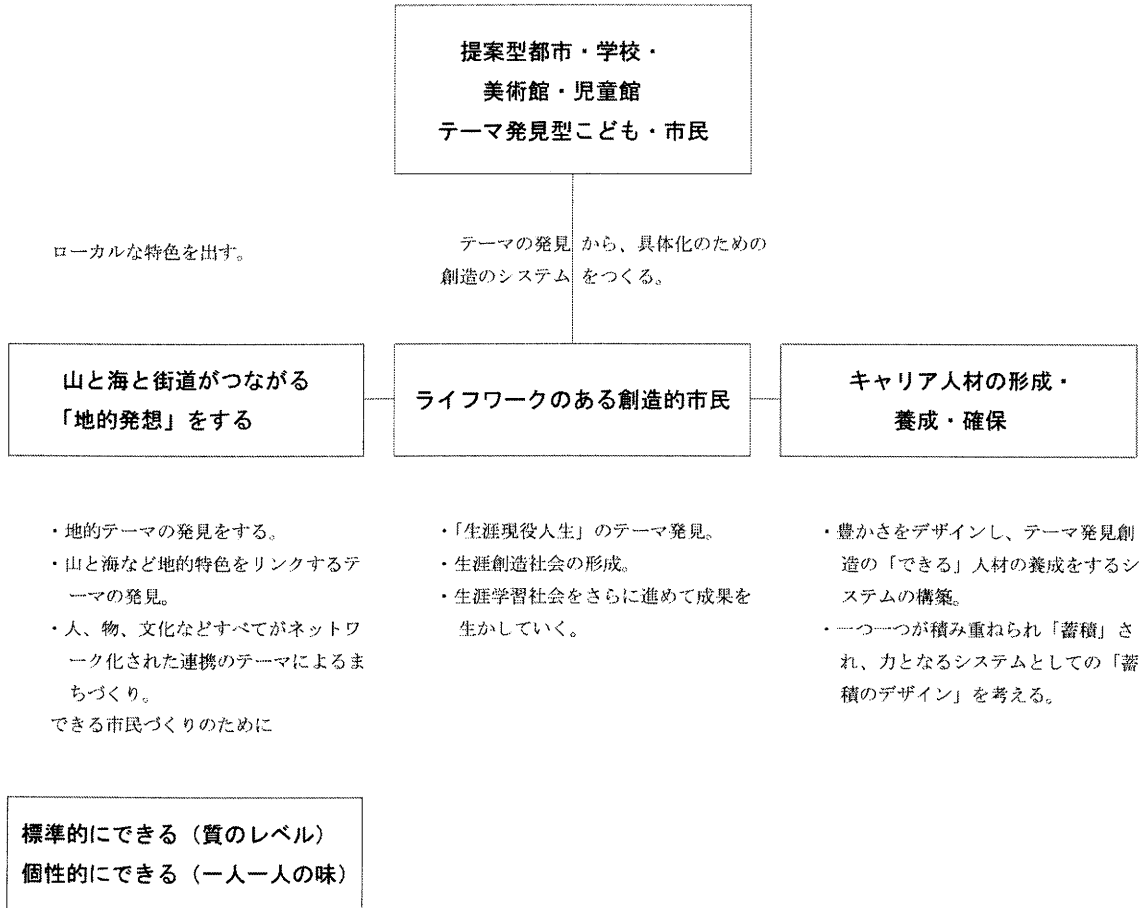 提案型都市・学校・
美術館・児童館
テーマ発見型こども・市民
ローカルな特色を出す。
テーマの発見から、具体化のための
創造のシステムをつくる。
山と海と街道がつながる
「地的発想」をする
ライフワークのある創造的市民
キャリア人材の形成・
養成・確保
・地的テーマの発見をする。
・山と海など地的特色をリンクするテ
ーマの発見。
・人、物、文化などすべてがネットワ
ーク化された連携のテーマによるま
ちづくり。
できる市民づくりのために
・「生涯現役人生」のテーマ発見。
・生涯創造社会の形成。
・生涯学習社会をさらに進めて成果を
生かしていく。
・豊かさをデザインし、テーマ発見創
造の「できる」人材の養成をするシ
ステムの構築。
・一つ一つが積み重ねられ「蓄積」さ
れ、力となるシステムとしての「蓄
積のデザイン」を考える。
標準的にできる（質のレベル）
個性的にできる（一人一人の味）